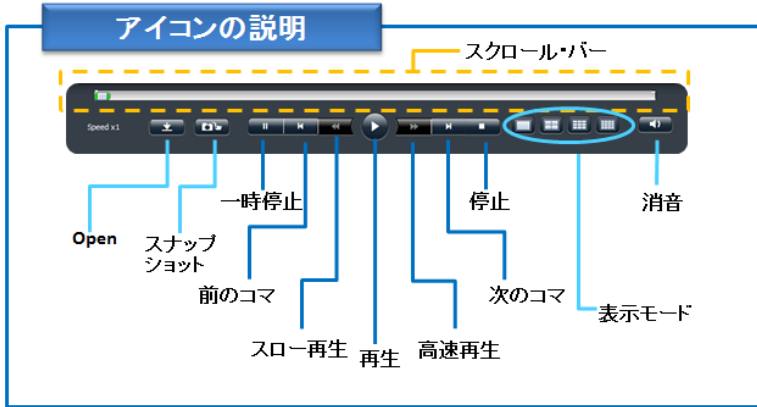 アイコンの説明
スクロール・バー
Speed x1
一時停止
停止
消音
Open
スナップ
ショット
前のコマ
次のコマ
表示モード
スロー再生
再生
高速再生